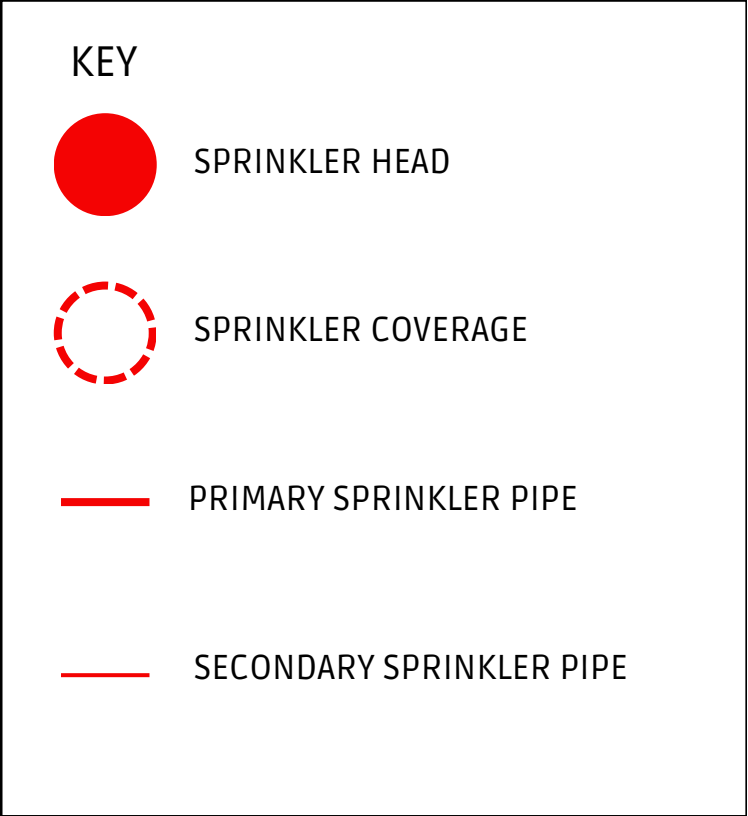 KEY
SPRINKLER HEAD
SPRINKLER COVERAGE
PRIMARY SPRINKLER PIPE
SECONDARY SPRINKLER PIPE